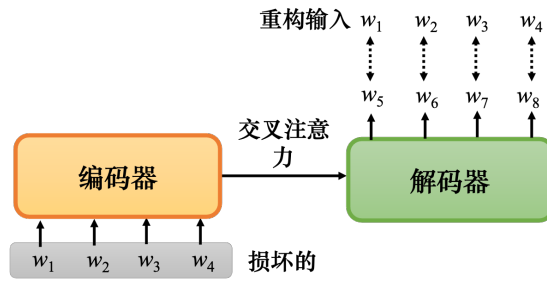 重构输入 w1 w2 w3 w4
w5 w6 w7 w8
交叉注意
力
编码器
解码器
w1 w2 w3 w4 损坏的